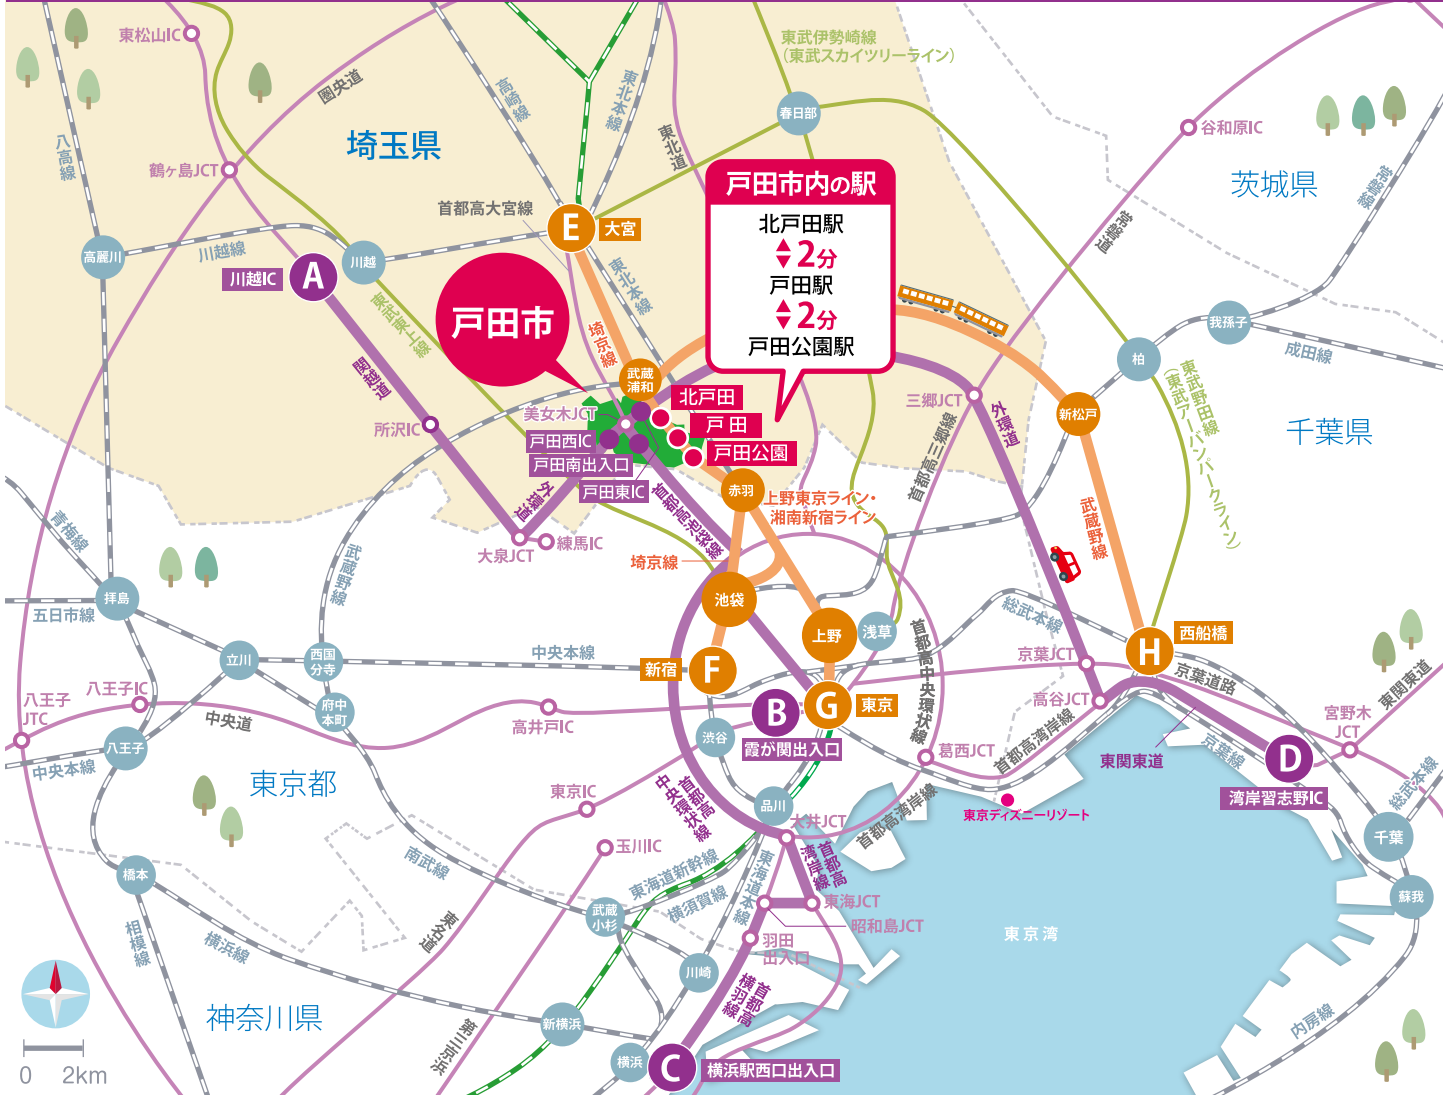 東松山IC
圏央道
八高線
埼玉県
鶴ヶ島JCT
高崎線
東北本線
東北道
東武伊勢崎線
（東武スカイツリーライン）
春日部
谷和原IC
茨城県
常磐線
常磐道
首都高大宮線
E
大宮
高麗川
川越線
川越
川越IC
A
東武東上線
東北本線
戸田市
埼京線
戸田市内の駅
北戸田駅
2分
戸田駅
2分
戸田公園駅
我孫子
成田線
柏
東武野田線
（東武アーバンパークライン）
千葉県
関越道
武蔵
浦和
北戸田
美女木JCT
戸田
戸田西IC
戸田公園
戸田南出入口
戸田東IC
所沢IC
三郷JCT
外環道
新松戸
首都高三郷線
赤羽
上野東京ライン・
湘南新宿ライン
首都高池袋線
外環道
大泉JCT
練馬IC
埼京線
武蔵野線
青梅線
武蔵野線
拝島
五日市線
池袋
上野
浅草
総武本線
首都高中央環状線
京葉JCT
H
西船橋
京葉道路
東関東道
立川
西国
分寺
中央本線
新宿
F
八王子
JTC
八王子IC
中央道
府中
本町
高井戸IC
B
G
東京
霞が関出入口
渋谷
高谷JCT
首都高湾岸線
葛西JCT
宮野木
JCT
京葉線
東関東道
D
湾岸習志野IC
総武本線
八王子
中央本線
東京都
東京IC
首都高
中央環状線
品川
大井JCT
首都高湾岸線
東京ディズニーリゾート
千葉
玉川IC
南武線
東海道新幹線
横須賀線
東海道本線
首都高
湾岸線
東海JCT
昭和島JCT
橋本
相模線
横浜線
東名道
武蔵
小杉
羽田
出入口
東京湾
蘇我
川崎
首都高
横羽線
神奈川県
第三京浜
新横浜
横浜
C
横浜駅西口出入口
内房線
0 2km